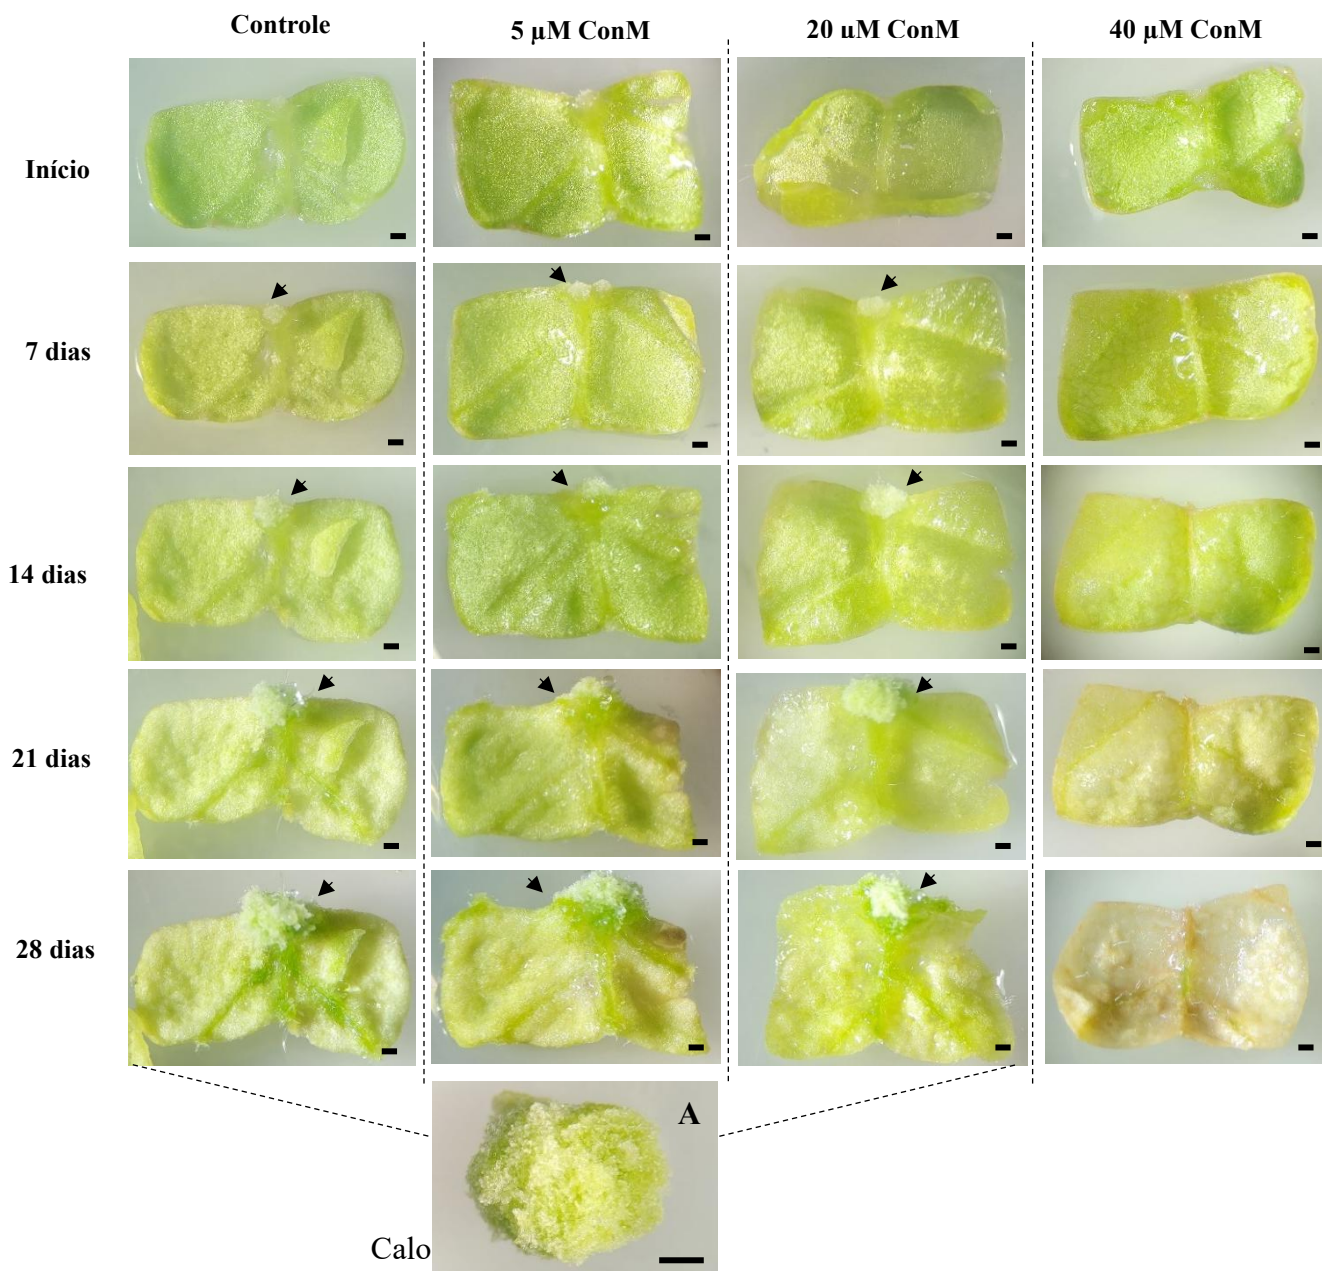 Controle
5 µM ConM
20 uM ConM
40 µM ConM
Início
7 dias
14 dias
21 dias
28 dias
A
Calo